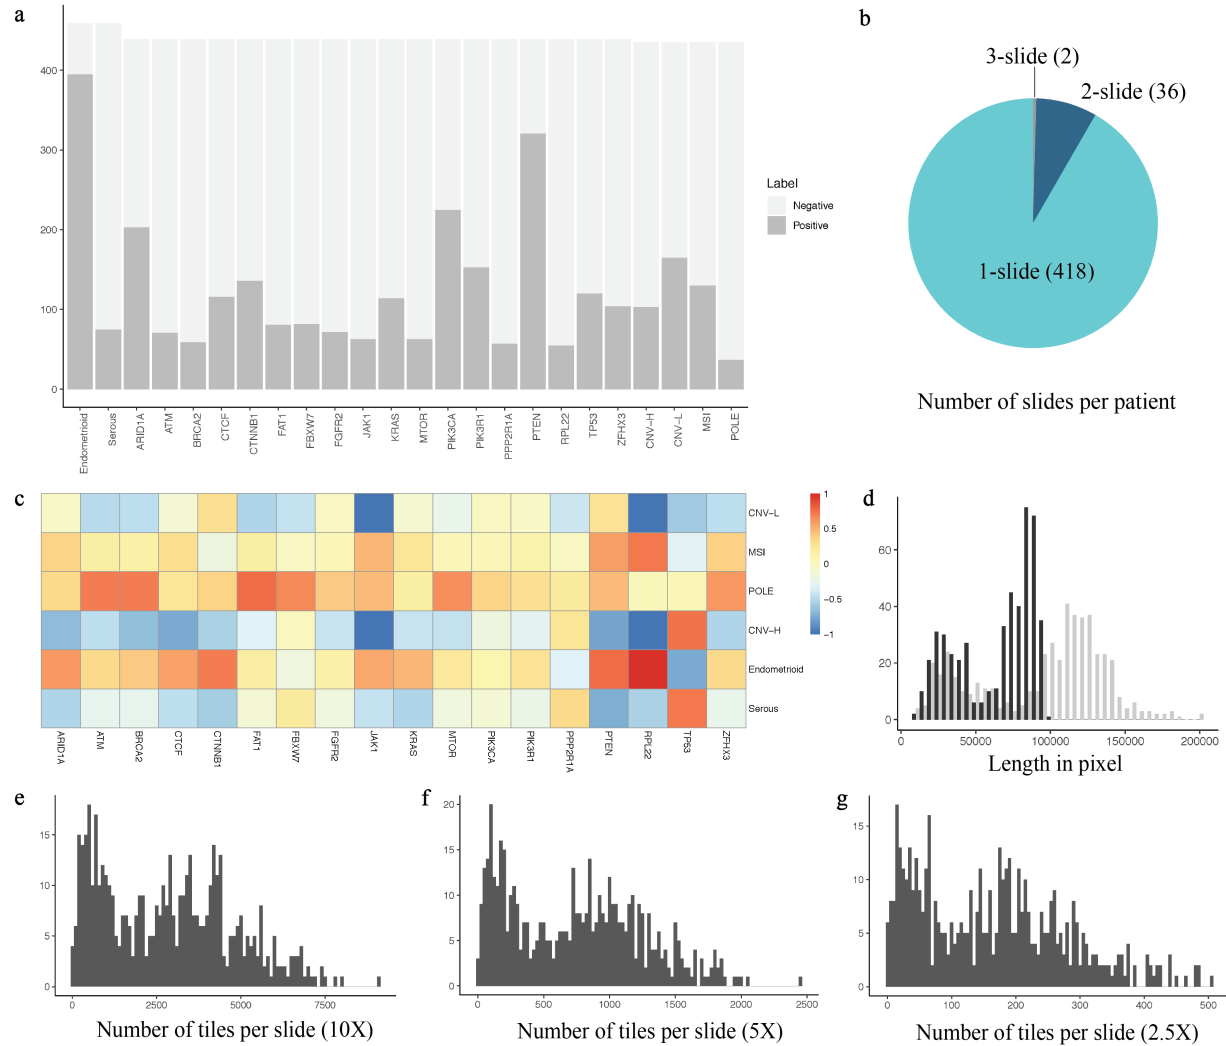 a
400
300
200
100
0
Endometrioid
Serous
ARID1A
ATM
BRCA2
CTCF
CTNNB1
FAT1
FBXW7
FGFR2
JAK1
KRAS
MTOR
PIK3CA
PIK3R1
PPP2R1A
PTEN
RPL22
TP53
ZFHX3
CNV-H
CNV-L
MSI
POLE
Label
Negative
Positive
b
3-slide (2)
2-slide (36)
1-slide (418)
Number of slides per patient
c
CNV-L
MSI
POLE
CNV-H
Endometrioid
Serous
ARID1A
ATM
BRCA2
CTCF
CTNNB1
FAT1
FBXW7
FGFR2
JAK1
KRAS
MTOR
PIK3CA
PIK3R1
PPP2R1A
PTEN
RPL22
TP53
ZFHX3
1
0.5
0
-0.5
-1
d
60
40
20
0
0 50000 100000 150000 200000
Length in pixel
e
15
10
5
0
0 2500 5000 7500
Number of tiles per slide (10X)
f
20
15
10
5
0
0 500 1000 1500 2000 2500
Number of tiles per slide (5X)
g
15
10
5
0
0 100 200 300 400 500
Number of tiles per slide (2.5X)